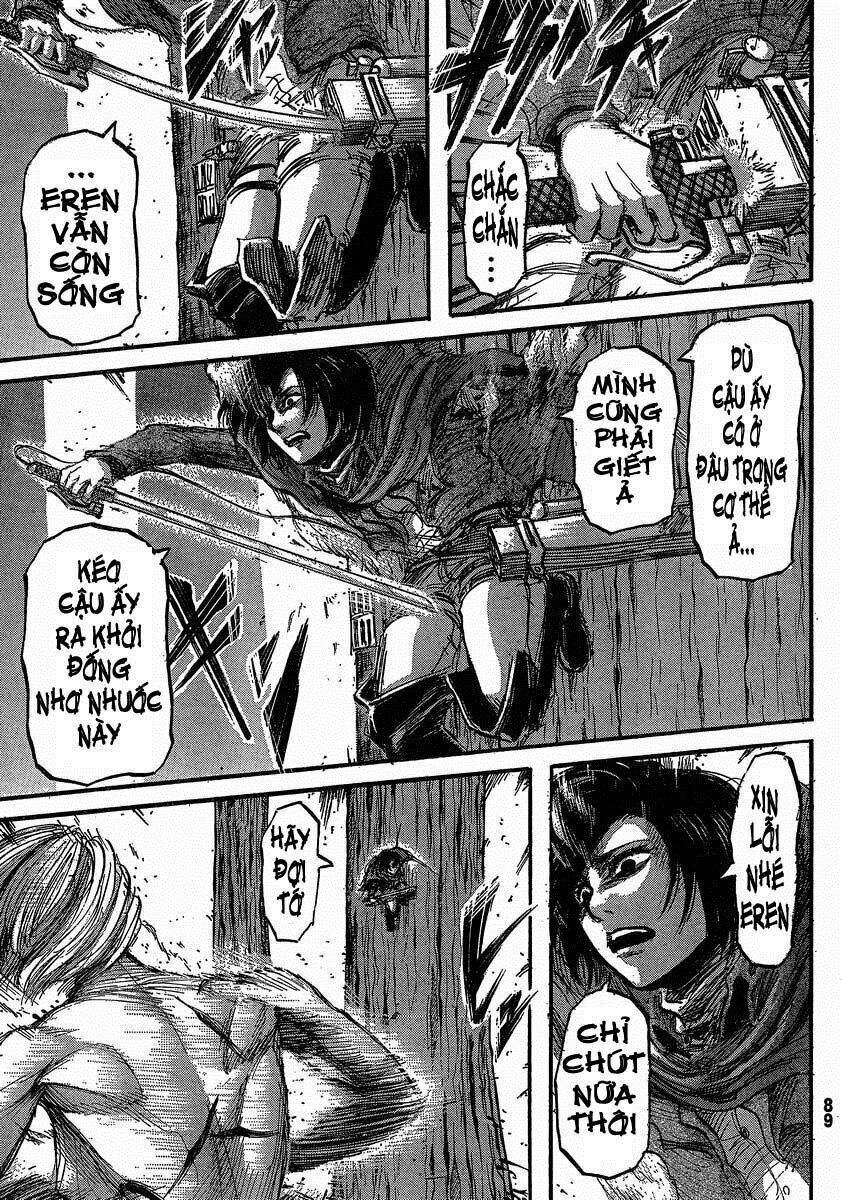 CHẮC
CHẮN
...
...
EREN
VẪN
CÒN
SỐNG
DÙ
CẬU ẤY
CÓ Ở
ĐÂU TRONG
CƠ THỂ
Ả...
MÌNH
CŨNG
PHẢI
GIẾT
Ả
KÉO
CẬU ẤY
RA KHỎI
ĐỐNG
NHƠ NHUỐC
NÀY
XIN
LỖI
NHÉ
EREN
CHỈ
CHÚT
NỮA
THÔI
HÃY
ĐỢI
TỚ
89